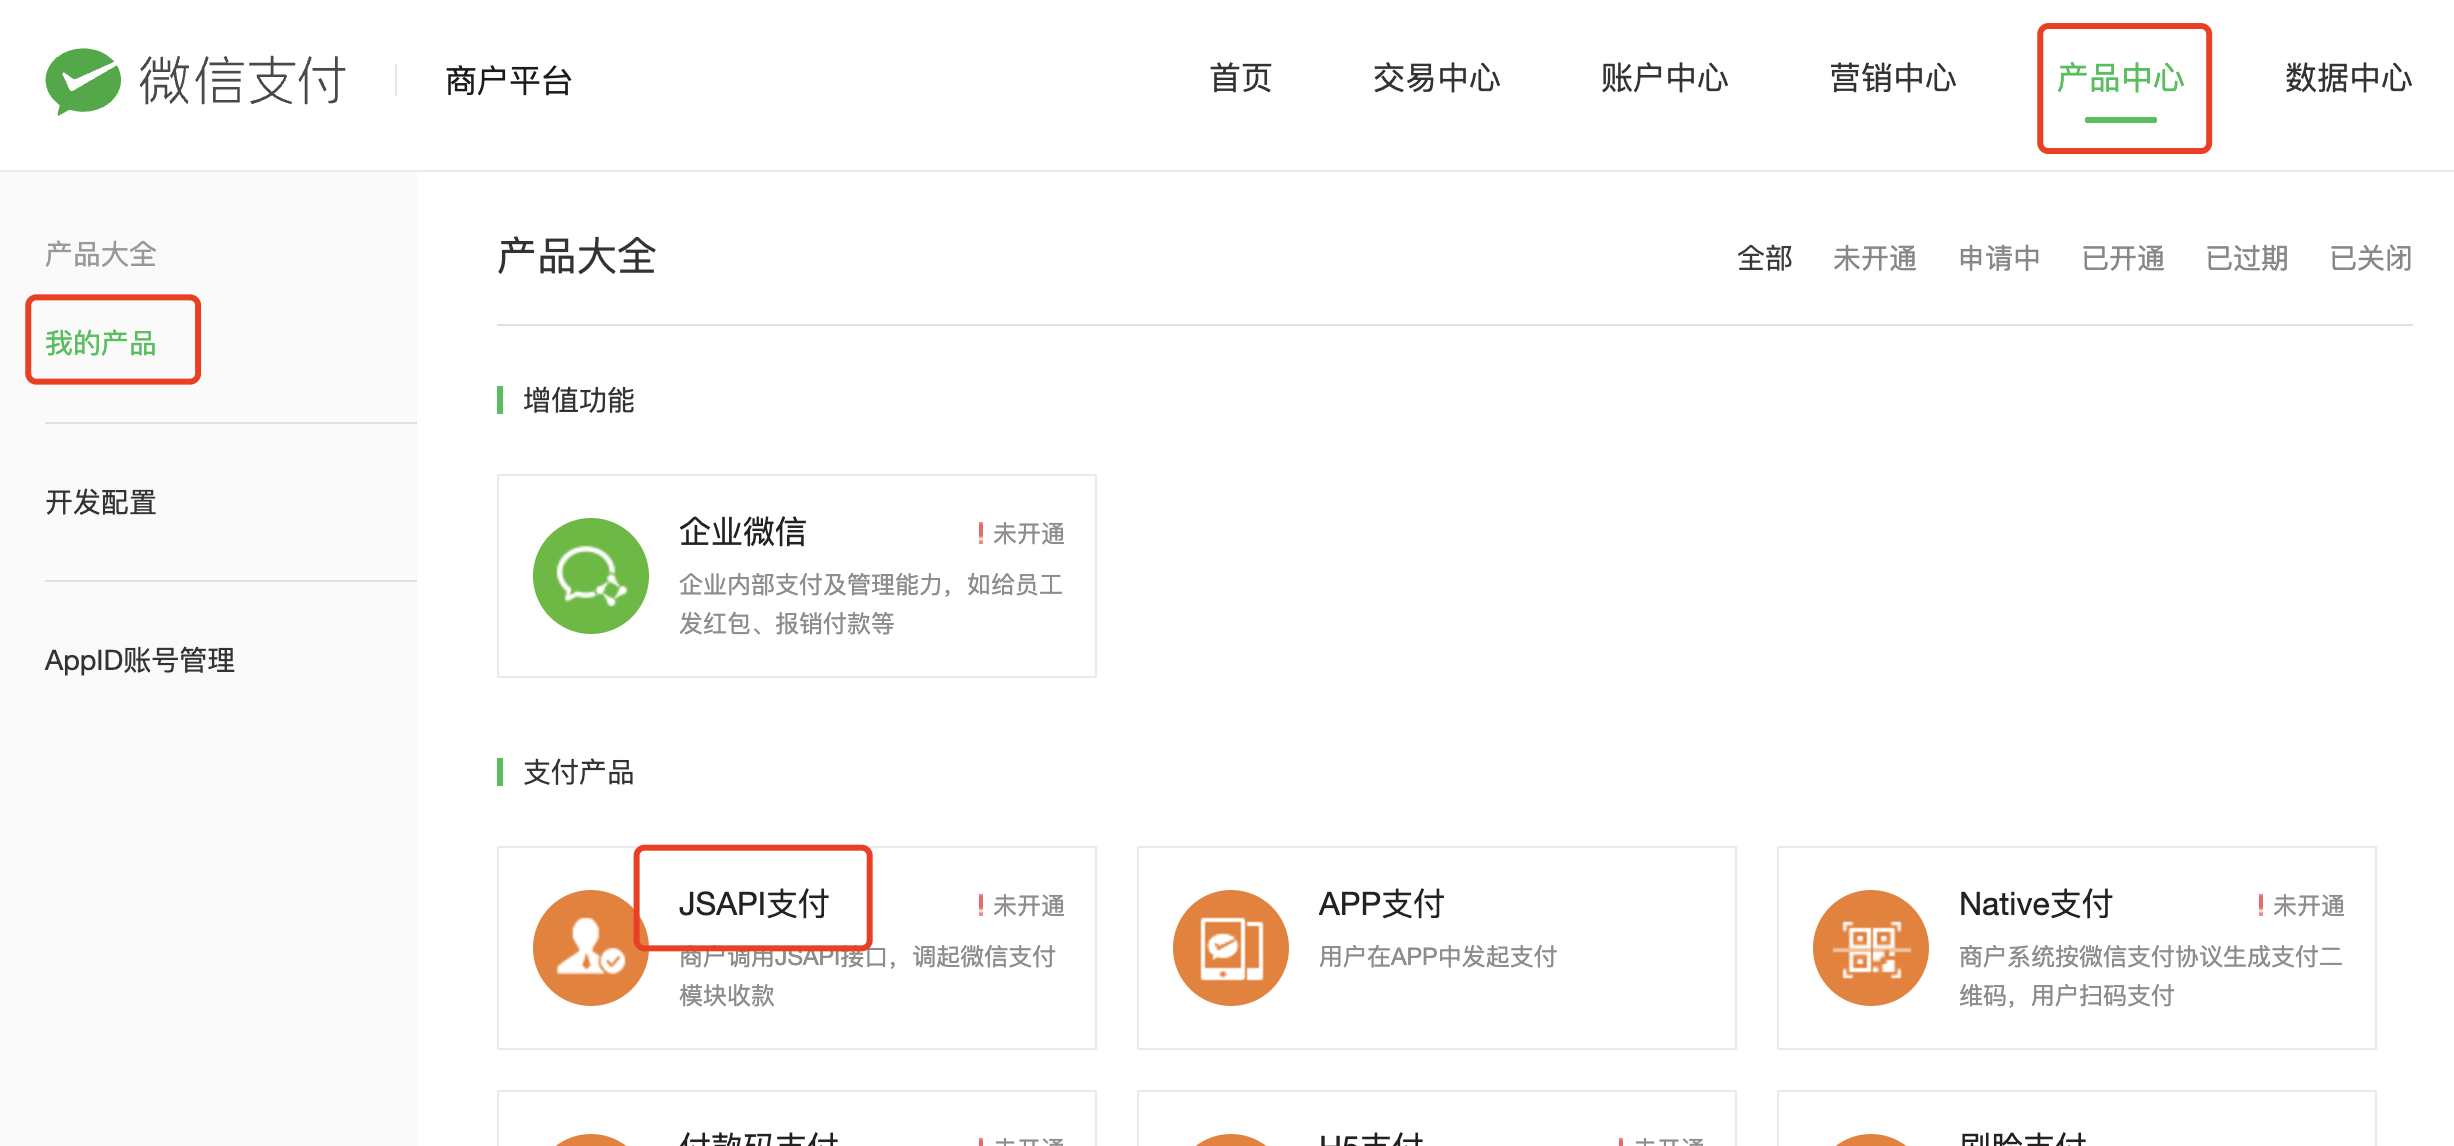 微信支付
商户平台
首页
交易中心
账户中心
营销中心
产品中心
数据中心
产品大全
我的产品
开发配置
AppID账号管理
产品大全
全部
未开通
申请中
已开通
已过期
已关闭
增值功能
企业微信
未开通
企业内部支付及管理能力，如给员工
发红包、报销付款等
支付产品
JSAPI支付
未开通
商户调用JSAPI接口，调起微信支付
模块收款
APP支付
用户在APP中发起支付
Native支付
未开通
商户系统按微信支付协议生成支付二
维码，用户扫码支付
付款码支付
未开通
H5支付
未开通
刷脸支付